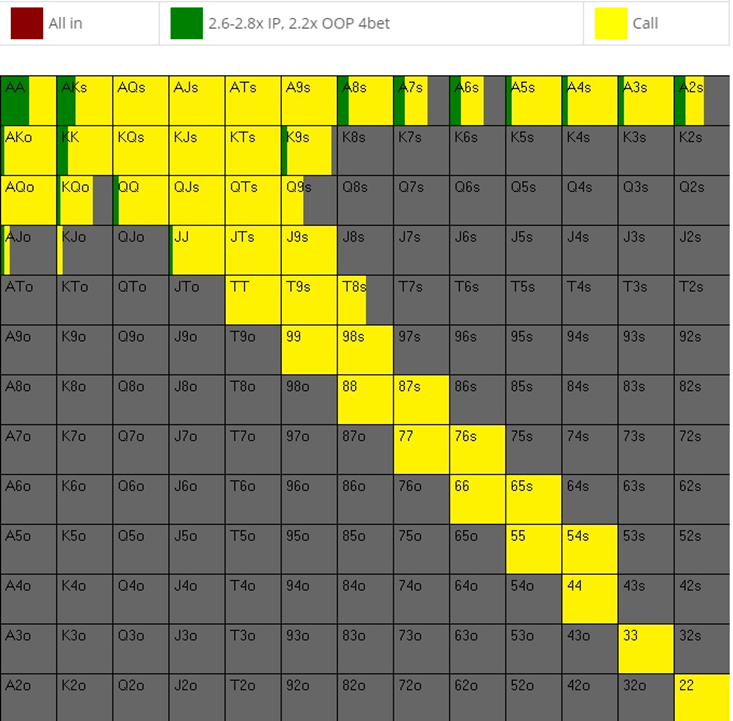 All in 2.6-2.8x IP, 2.2x OOP 4bet Call
AA AKs AQs AJs ATs A9s A8s A7s A6s A5s A4s A3s A2s
AKo KK KQs KJs KTs K9s K8s K7s K6s K5s K4s K3s K2s
AQo KQo QQ QJs QTs Q9s Q8s Q7s Q6s Q5s Q4s Q3s Q2s
AJo KJo QJo JJ JTs J9s J8s J7s J6s J5s J4s J3s J2s
ATo KTo QTo JTo TT T9s T8s T7s T6s T5s T4s T3s T2s
A9o K9o Q9o J9o T9o 99 98s 97s 96s 95s 94s 93s 92s
A8o K8o Q8o J8o T8o 98o 88 87s 86s 85s 84s 83s 82s
A7o K7o Q7o J7o T7o 97o 87o 77 76s 75s 74s 73s 72s
A6o K6o Q6o J6o T6o 96o 86o 76o 66 65s 64s 63s 62s
A5o K5o Q5o J5o T5o 95o 85o 75o 65o 55 54s 53s 52s
A4o K4o Q4o J4o T4o 94o 84o 74o 64o 54o 44 43s 42s
A3o K3o Q3o J3o T3o 93o 83o 73o 63o 53o 43o 33 32s
A2o K2o Q2o J2o T2o 92o 82o 72o 62o 52o 42o 32o 22